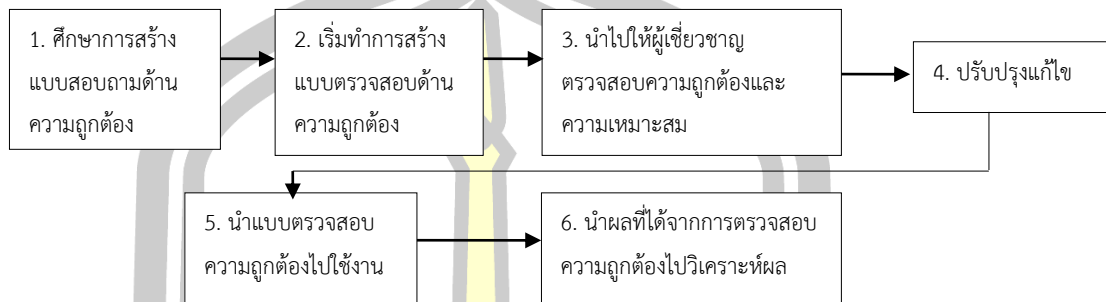 1. ศึกษาการสร้าง
แบบสอบถามด้าน
ความถูกต้อง
2. เริ่มทำการสร้าง
แบบตรวจสอบด้าน
ความถูกต้อง
3. นำไปให้ผู้เชี่ยวชาญ
ตรวจสอบความถูกต้องและ
ความเหมาะสม
4. ปรับปรุงแก้ไข
5. นำแบบตรวจสอบ
ความถูกต้องไปใช้งาน
6. นำผลที่ได้จากการตรวจสอบ
ความถูกต้องไปวิเคราะห์ผล